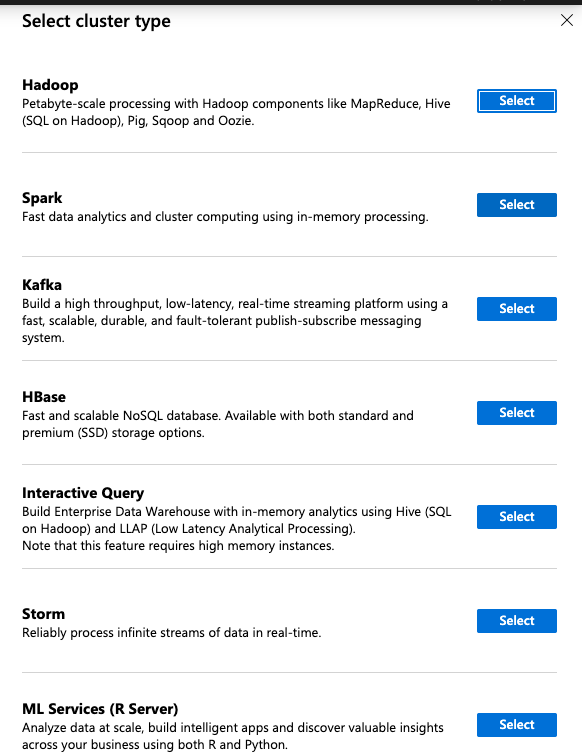 Select cluster type
Hadoop
Petabyte-scale processing with Hadoop components like MapReduce, Hive
(SQL on Hadoop), Pig, Sqoop and Oozie.
Select
Spark
Fast data analytics and cluster computing using in-memory processing.
Select
Kafka
Build a high throughput, low-latency, real-time streaming platform using a
fast, scalable, durable, and fault-tolerant publish-subscribe messaging
system.
Select
HBase
Fast and scalable NoSQL database. Available with both standard and
premium (SSD) storage options.
Select
Interactive Query
Build Enterprise Data Warehouse with in-memory analytics using Hive (SQL
on Hadoop) and LLAP (Low Latency Analytical Processing).
Note that this feature requires high memory instances.
Select
Storm
Reliably process infinite streams of data in real-time.
Select
ML Services (R Server)
Analyze data at scale, build intelligent apps and discover valuable insights
across your business using both R and Python.
Select